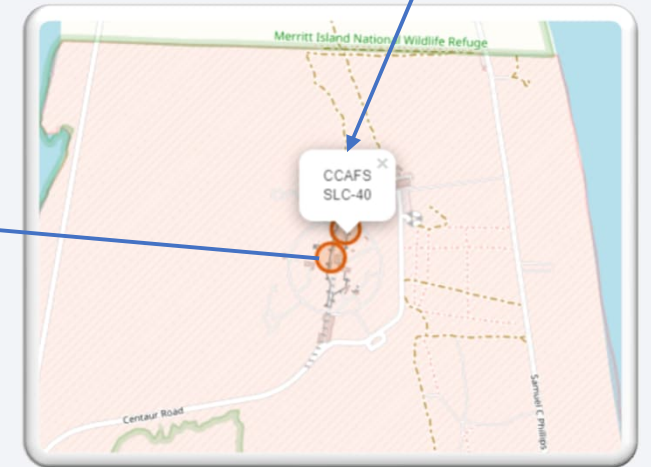 Merritt Island National Wildlife Refuge
×
CCAFS
SLC-40
Centaur Road
Samuel C Phillips